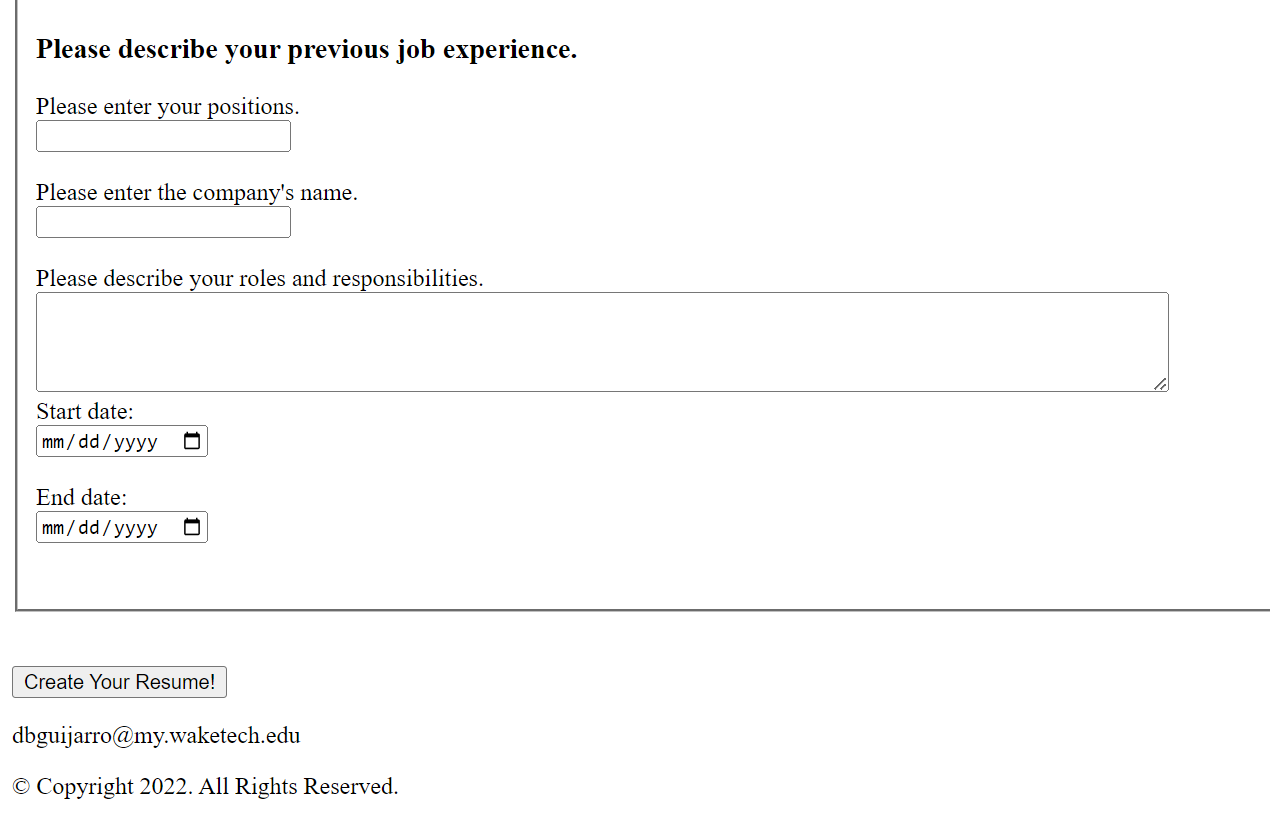 Please describe your previous job experience.
Please enter your positions.
Please enter the company's name.
Please describe your roles and responsibilities.
Start date:
mm/dd/yyyy
End date:
mm/dd/yyyy
Create Your Resume!
dbguijarro@my.waketech.edu
© Copyright 2022. All Rights Reserved.